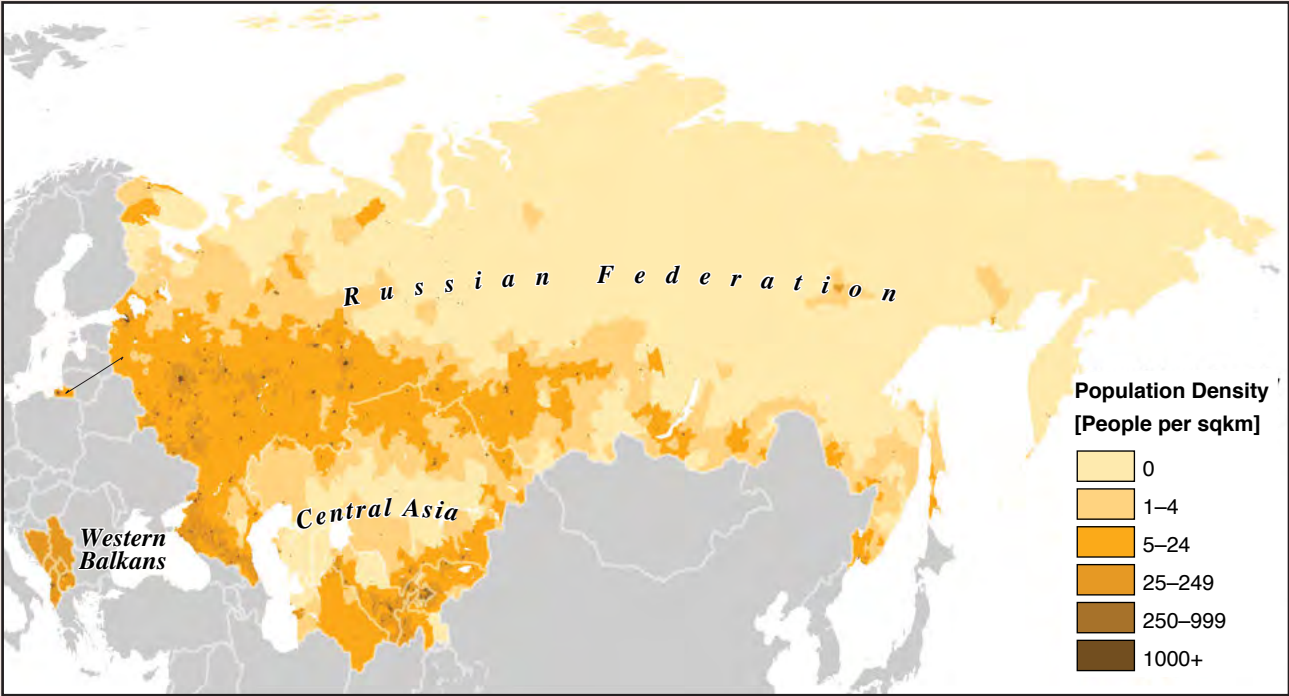 Russian Federation
Central Asia
Western
Balkans
Population Density
[People per sqkm]
0
1–4
5–24
25–249
250–999
1000+